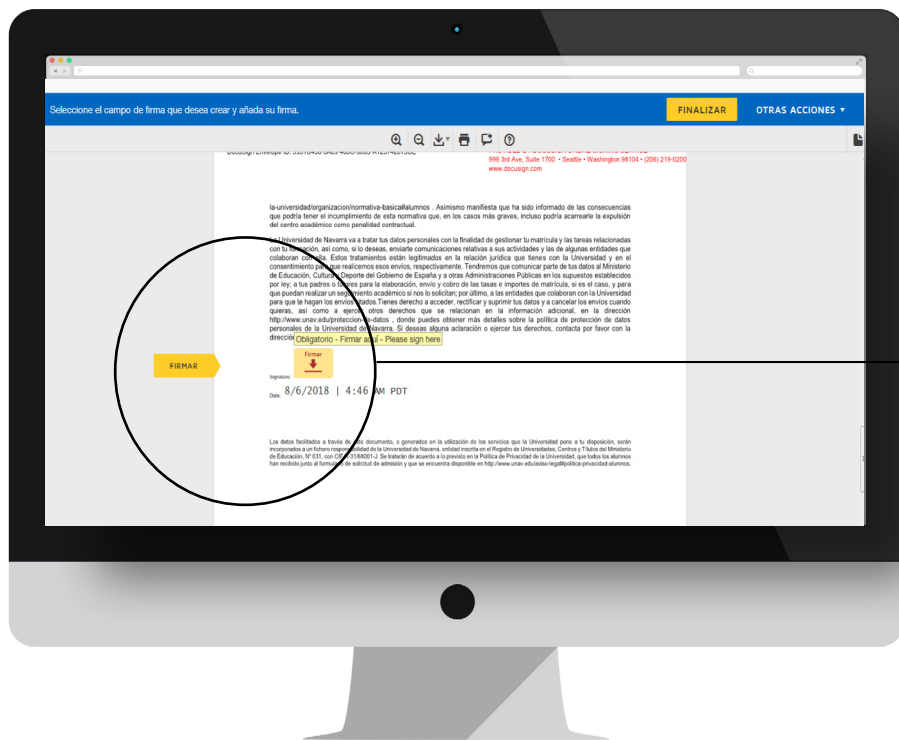 Seleccione el campo de firma que desea crear y añada su firma.
FINALIZAR
OTRAS ACCIONES
999 3rd Ave, Suite 1700 • Seattle • Washington 98104 • (206) 219-0200
www.docusign.com
la-universidad/organizacion/normativa-basica#alumnos . Asimismo manifiesta que ha sido informado de las consecuencias
que podría tener el incumplimiento de esta normativa que, en los casos más graves, incluso podría acarrearle la expulsión
del centro académico como penalidad contractual.
La Universidad de Navarra va a tratar tus datos personales con la finalidad de gestionar tu matrícula y las tareas relacionadas
con tu formación, así como, si lo deseas, enviarte comunicaciones relativas a sus actividades y las de algunas entidades que
colaboran con ella. Estos tratamientos están legitimados en la relación jurídica que tienes con la Universidad y en el
consentimiento para que realicemos esos envíos, respectivamente. Tendremos que comunicar parte de tus datos al Ministerio
de Educación, Cultura y Deporte del Gobierno de España y a otras Administraciones Públicas en los supuestos establecidos
por ley; a tus padres o tutores para la elaboración, envío y cobro de las tasas e importes de matrícula, si es el caso, y para
que puedan realizar un seguimiento académico si nos lo solicitan; por último, a las entidades que colaboran con la Universidad
para que te hagan los envíos citados.Tienes derecho a acceder, rectificar y suprimir tus datos y a cancelar los envíos cuando
quieras, así como a ejercer otros derechos que se relacionan en la información adicional, en la dirección
http://www.unav.edu/proteccion-de-datos , donde puedes obtener más detalles sobre la política de protección de datos
personales de la Universidad de Navarra. Si deseas alguna aclaración o ejercer tus derechos, contacta por favor con la
dirección
Obligatorio - Firmar aquí - Please sign here
FIRMAR
Firmar
Signature:
Date: 8/6/2018 | 4:46 AM PDT
Los datos facilitados a través de este documento, o generados en la utilización de los servicios que la Universidad pone a tu disposición, serán
incorporados a un fichero responsabilidad de la Universidad de Navarra, entidad inscrita en el Registro de Universidades, Centros y Títulos del Ministerio
de Educación, Nº 031, con CIF R-31/68001-J. Se tratarán de acuerdo a lo previsto en la Política de Privacidad de la Universidad, que todos los alumnos
han recibido junto al formulario de solicitud de admisión y que se encuentra disponible en http://www.unav.edu/aviso-legal#politica-privacidad-alumnos.